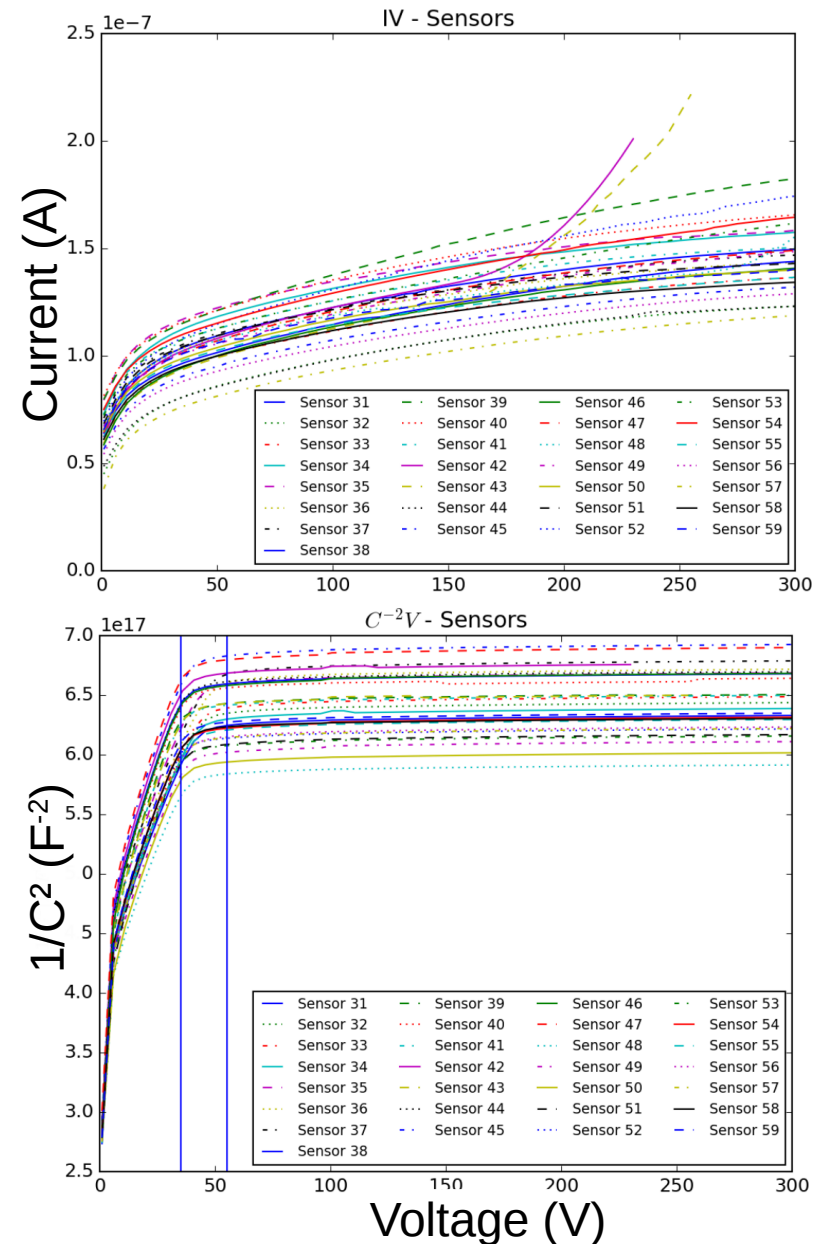 IV - Sensors
1e−7
2.5
2.0
1.5
1.0
0.5
0.0
Current (A)
0 50 100 150 200 250 300
Sensor 31 Sensor 39 Sensor 46 Sensor 53
Sensor 32 Sensor 40 Sensor 47 Sensor 54
Sensor 33 Sensor 41 Sensor 48 Sensor 55
Sensor 34 Sensor 42 Sensor 49 Sensor 56
Sensor 35 Sensor 43 Sensor 50 Sensor 57
Sensor 36 Sensor 44 Sensor 51 Sensor 58
Sensor 37 Sensor 45 Sensor 52 Sensor 59
Sensor 38
C⁻²V - Sensors
1e17
7.0
6.5
6.0
5.5
0
5
4.0
3.5
3.0
2.5
1/C² (F⁻²)
Sensor 31 Sensor 39 Sensor 46 Sensor 53
Sensor 32 Sensor 40 Sensor 47 Sensor 54
Sensor 33 Sensor 41 Sensor 48 Sensor 55
Sensor 34 Sensor 42 Sensor 49 Sensor 56
Sensor 35 Sensor 43 Sensor 50 Sensor 57
Sensor 36 Sensor 44 Sensor 51 Sensor 58
Sensor 37 Sensor 45 Sensor 52 Sensor 59
Sensor 38
0 50 100 150 200 250 300
Voltage (V)